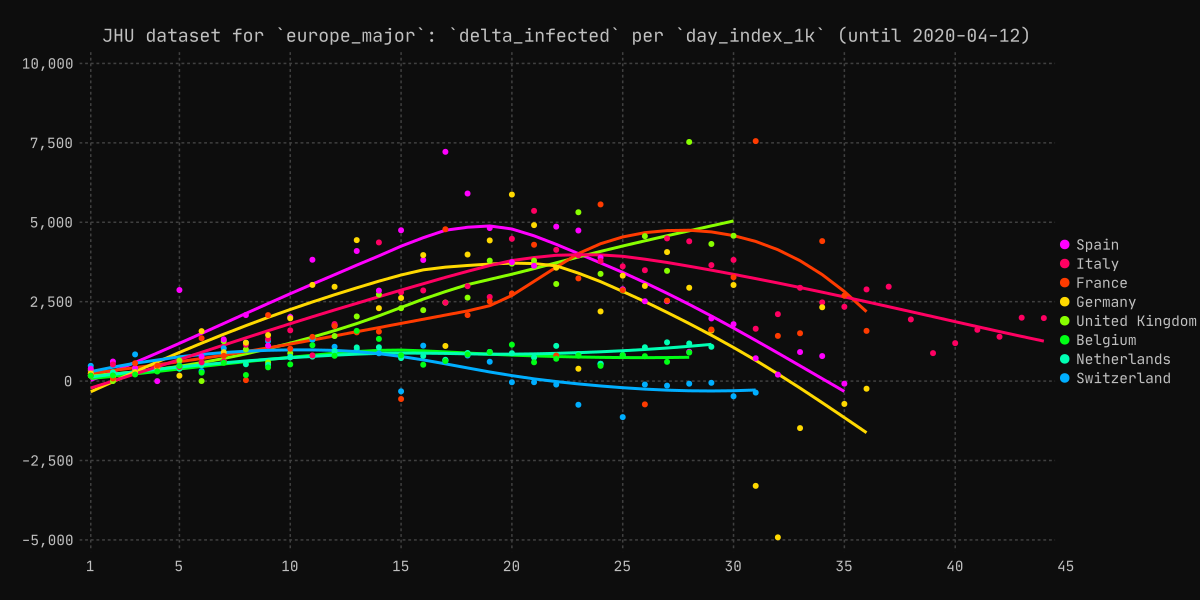 JHU dataset for `europe_major`: `delta_infected` per `day_index_1k` (until 2020-04-12)
10,000
7,500
5,000
2,500
0
-2,500
-5,000
1 5 10 15 20 25 30 35 40 45
Spain
Italy
France
Germany
United Kingdom
Belgium
Netherlands
Switzerland